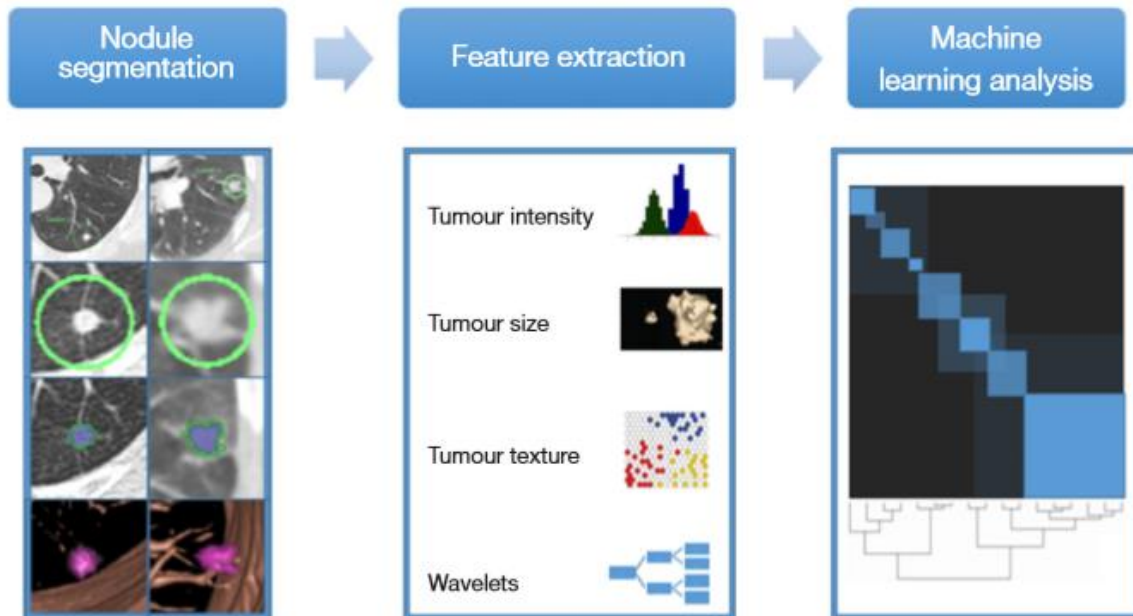 Nodule
segmentation
Feature extraction
Machine
learning analysis
Tumour intensity
Tumour size
Tumour texture
Wavelets